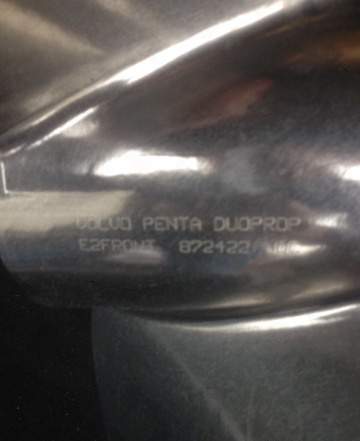 VOLVO PENTA DUOPROP
E2FRONT 872422